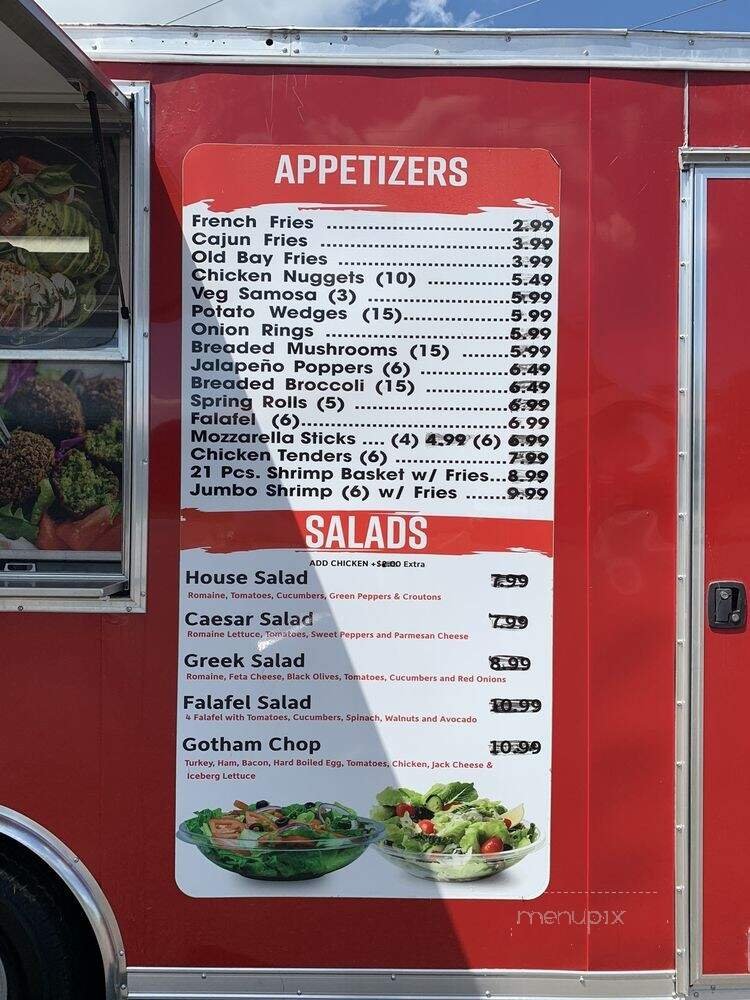 APPETIZERS
French Fries ..............................2.99
Cajun Fries ..............................3.99
Old Bay Fries ............................3.99
Chicken Nuggets (10) ..............5.49
Veg Samosa (3) ......................5.99
Potato Wedges (15)..................5.99
Onion Rings ..............................5.99
Breaded Mushrooms (15) ........5.99
Jalapeño Poppers (6) ..............6.49
Breaded Broccoli (15) ..............6.49
Spring Rolls (5) ........................6.99
Falafel (6)..................................6.99
Mozzarella Sticks .... (4) 4.99 (6) 6.99
Chicken Tenders (6) ..................7.99
21 Pcs. Shrimp Basket w/ Fries...8.99
Jumbo Shrimp (6) w/ Fries .......9.99
SALADS
ADD CHICKEN +$2.00 Extra
House Salad 7.99
Romaine, Tomatoes, Cucumbers, Green Peppers & Croutons
Caesar Salad 7.99
Romaine Lettuce, Tomatoes, Sweet Peppers and Parmesan Cheese
Greek Salad 8.99
Romaine, Feta Cheese, Black Olives, Tomatoes, Cucumbers and Red Onions
Falafel Salad 10.99
4 Falafel with Tomatoes, Cucumbers, Spinach, Walnuts and Avocado
Gotham Chop 10.99
Turkey, Ham, Bacon, Hard Boiled Egg, Tomatoes, Chicken, Jack Cheese &
Iceberg Lettuce
menupix